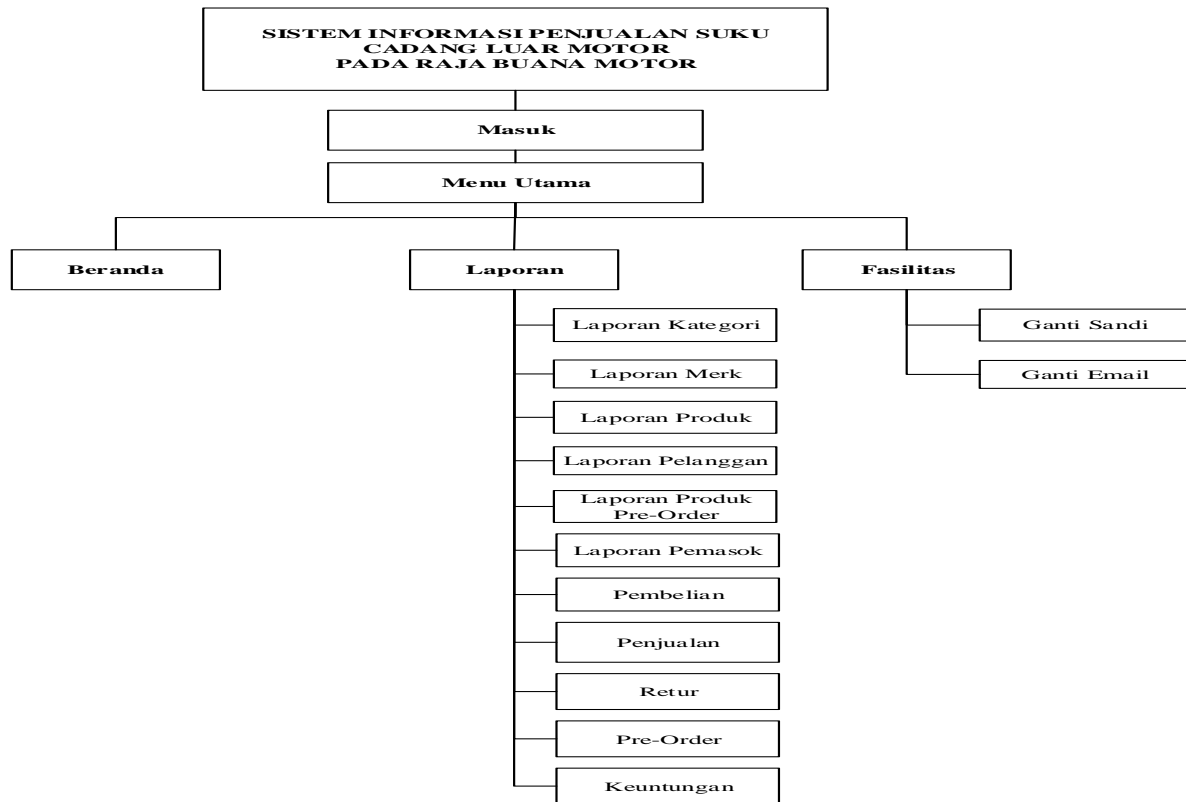 SISTEM INFORMASI PENJUALAN SUKU
CADANG LUAR MOTOR
PADA RAJA BUANA MOTOR
Masuk
Menu Utama
Beranda
Laporan
Fasilitas
Laporan Kategori
Laporan Merk
Laporan Produk
Laporan Pelanggan
Laporan Produk
Pre-Order
Laporan Pemasok
Pembelian
Penjualan
Retur
Pre-Order
Keuntungan
Ganti Sandi
Ganti Email